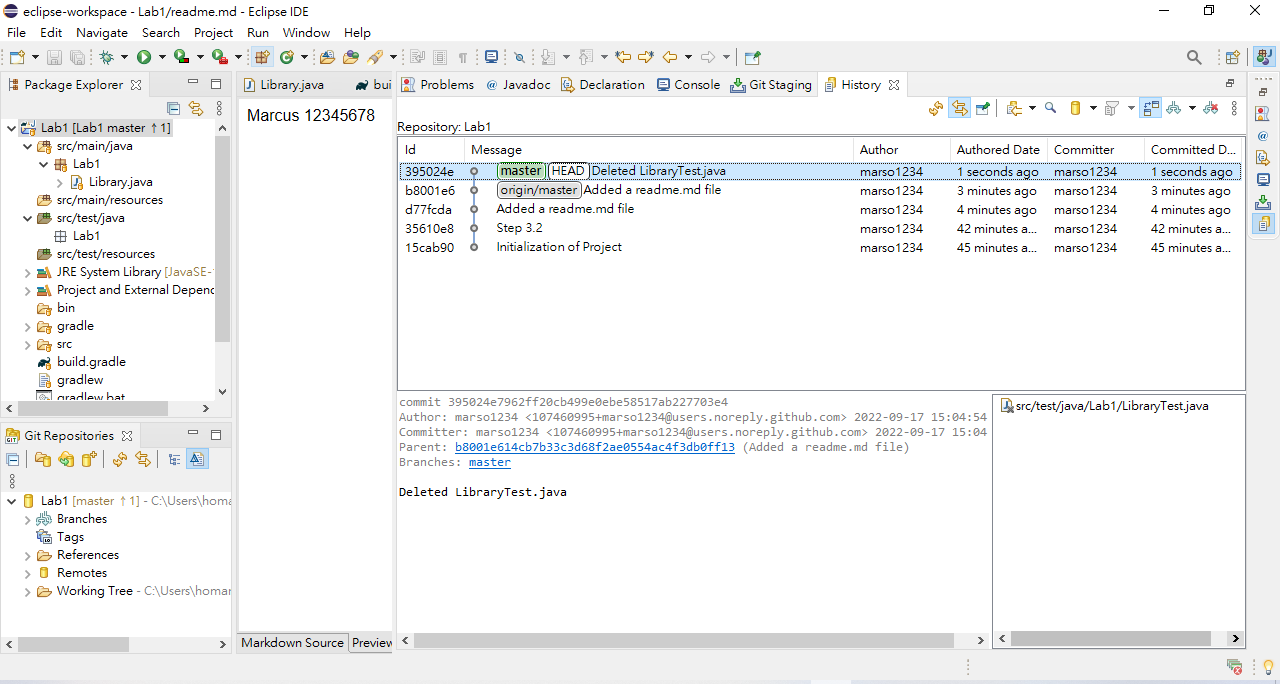 eclipse-workspace - Lab1/readme.md - Eclipse IDE
File Edit Navigate Search Project Run Window Help
Package Explorer
Lab1 [Lab1 master ↑ 1]
src/main/java
Lab1
Library.java
src/main/resources
src/test/java
Lab1
src/test/resources
JRE System Library [JavaSE-1
Project and External Depend
bin
gradle
src
build.gradle
gradlew
gradlew.bat
Git Repositories
Lab1 [master ↑ 1] - C:\Users\homar
Branches
Tags
References
Remotes
Working Tree - C:\Users\homar
Library.java bui
Marcus 12345678
Markdown Source Preview
Problems @ Javadoc Declaration Console Git Staging History
Repository: Lab1
Id Message Author Authored Date Committer Committed D...
395024e master HEAD Deleted LibraryTest.java marso1234 1 seconds ago marso1234 1 seconds ago
b8001e6 origin/master Added a readme.md file marso1234 3 minutes ago marso1234 3 minutes ago
d77fcda Added a readme.md file marso1234 4 minutes ago marso1234 4 minutes ago
35610e8 Step 3.2 marso1234 42 minutes a... marso1234 42 minutes a...
15cab90 Initialization of Project marso1234 45 minutes a... marso1234 45 minutes a...
commit 395024e7962ff20cb499e0ebe58517ab227703e4
Author: marso1234 <107460995+marso1234@users.noreply.github.com> 2022-09-17 15:04:54
Committer: marso1234 <107460995+marso1234@users.noreply.github.com> 2022-09-17 15:04
Parent: b8001e614cb7b33c3d68f2ae0554ac4f3db0ff13 (Added a readme.md file)
Branches: master
Deleted LibraryTest.java
src/test/java/Lab1/LibraryTest.java